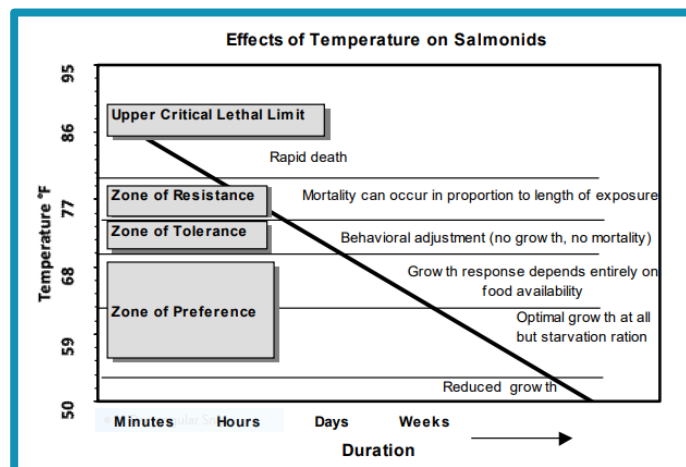 Effects of Temperature on Salmonids
95
Upper Critical Lethal Limit
86
Rapid death
Zone of Resistance
Mortality can occur in proportion to length of exposure
77
Zone of Tolerance
Behavioral adjustment (no growth, no mortality)
68
Growth response depends entirely on
food availability
Zone of Preference
Optimal growth at all
but starvation ration
59
Reduced growth
50
Temperature °F
Minutes Hours Days Weeks
Duration